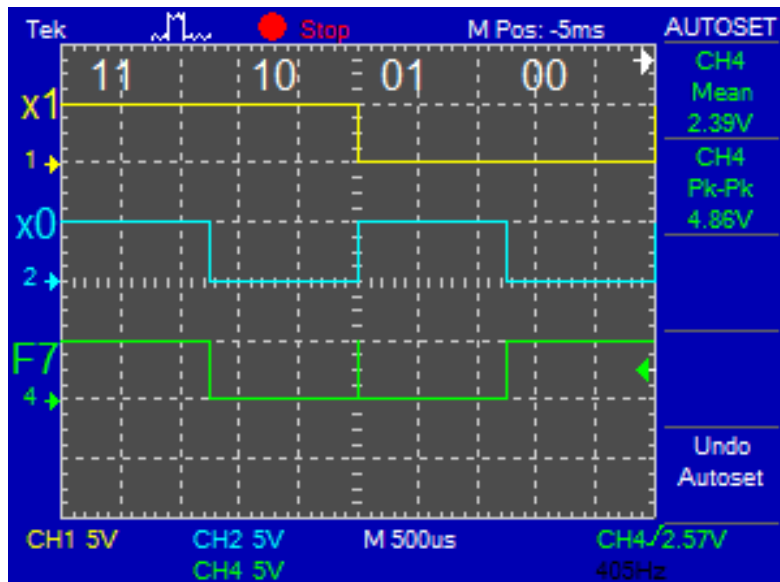 Tek Stop M Pos: -5ms AUTOSET
11 10 01 00
CH4
Mean
2.39V
x1
1
CH4
Pk-Pk
4.86V
x0
2
F7
4
Undo
Autoset
CH1 5V CH2 5V M 500us CH4 2.57V
CH4 5V 405Hz